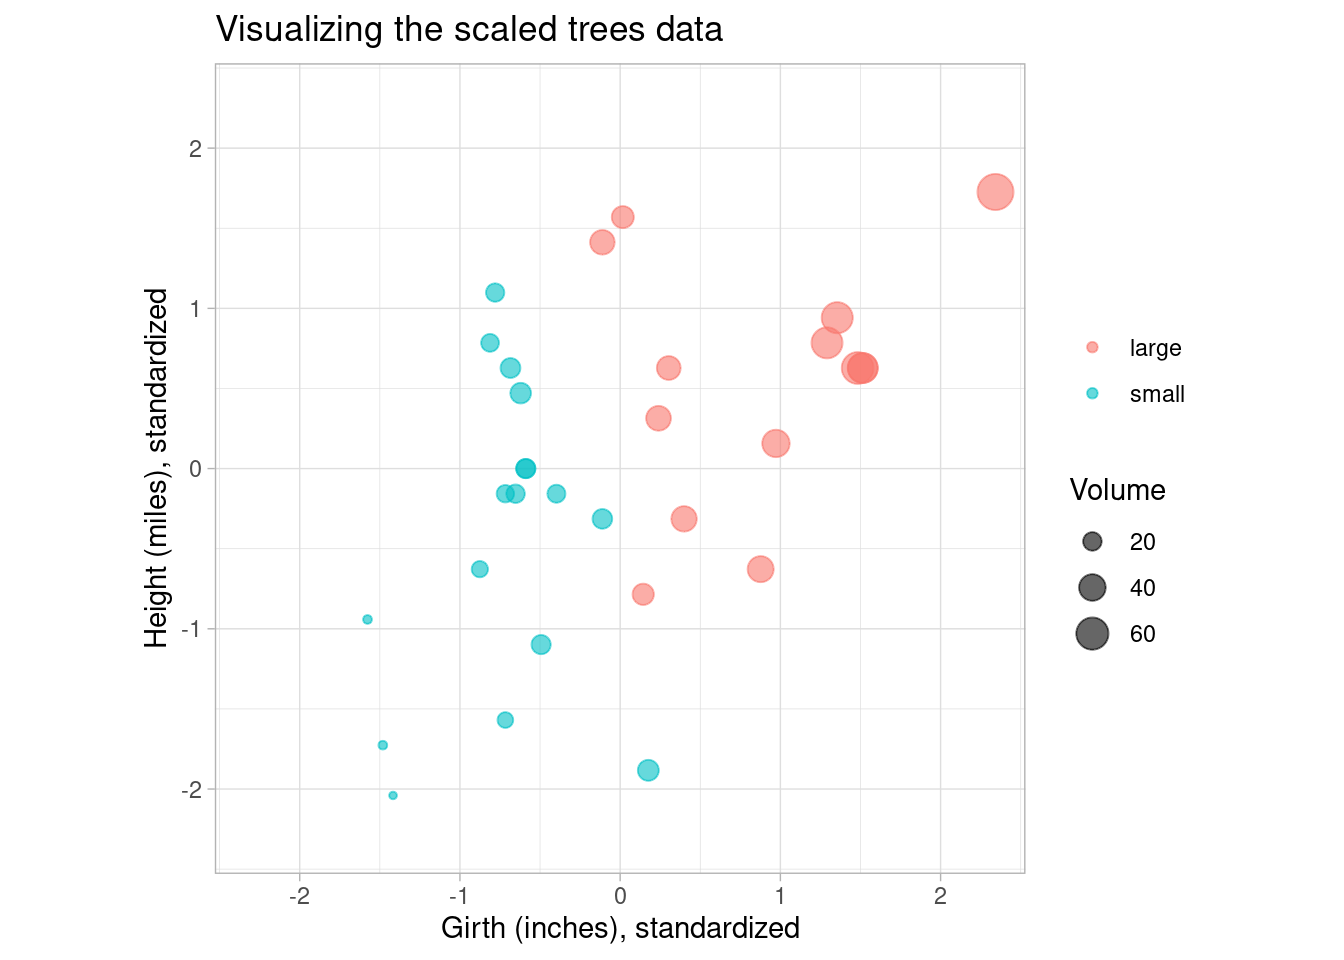 Visualizing the scaled trees data
Height (miles), standardized
2
1
0
-1
-2
-2 -1 0 1 2
Girth (inches), standardized
large
small
Volume
20
40
60